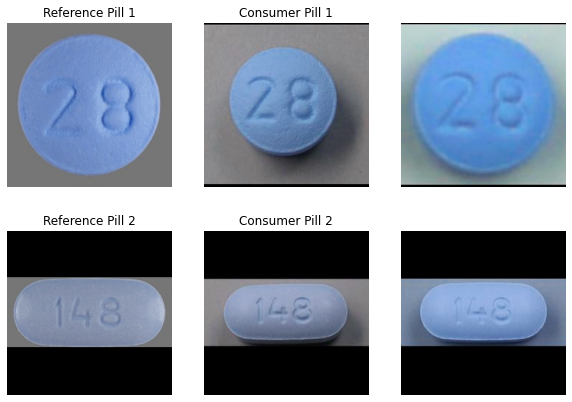 Reference Pill 1 Consumer Pill 1
28 28 28
Reference Pill 2 Consumer Pill 2
148 148 148